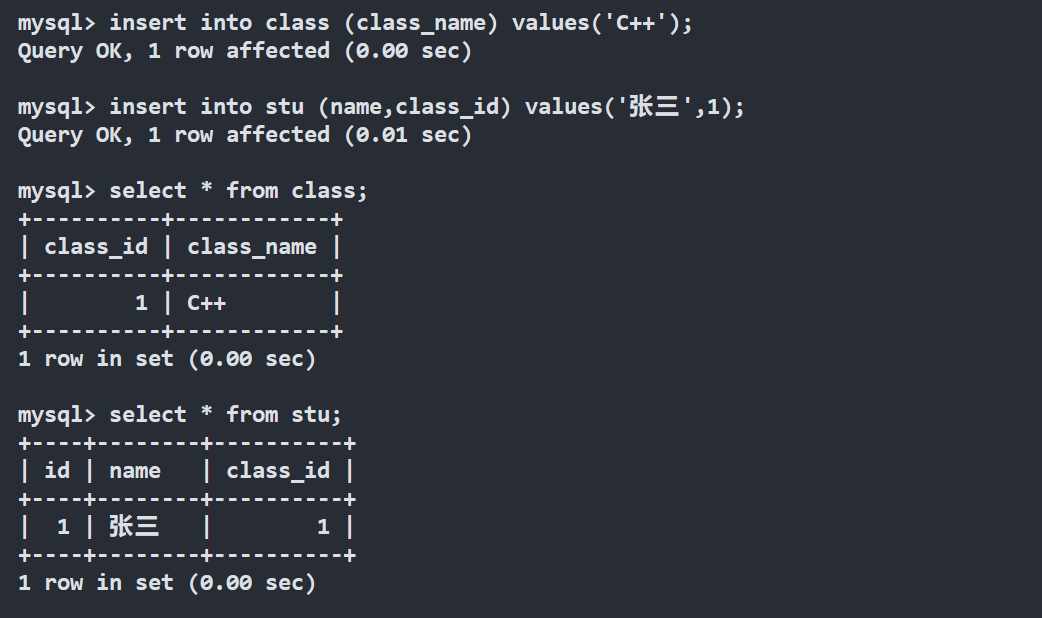 mysql> insert into class (class_name) values('C++');
Query OK, 1 row affected (0.00 sec)
mysql> insert into stu (name,class_id) values('张三',1);
Query OK, 1 row affected (0.01 sec)
mysql> select * from class;
+----------+------------+
| class_id | class_name |
+----------+------------+
|        1 | C++        |
+----------+------------+
1 row in set (0.00 sec)
mysql> select * from stu;
+----+--------+----------+
| id | name   | class_id |
+----+--------+----------+
|  1 | 张三   |        1 |
+----+--------+----------+
1 row in set (0.00 sec)